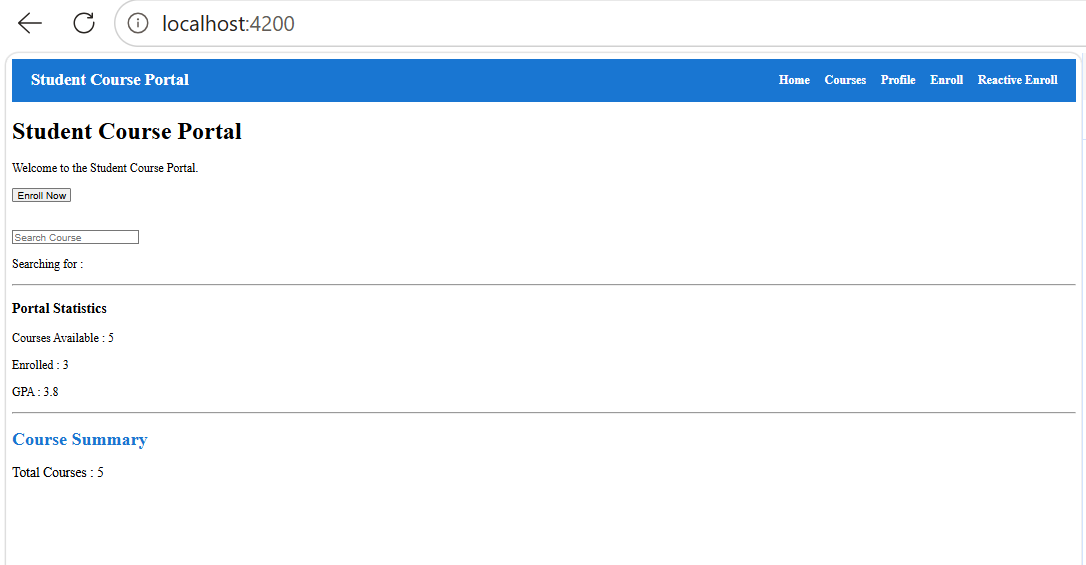 localhost:4200
Student Course Portal Home Courses Profile Enroll Reactive Enroll
Student Course Portal
Welcome to the Student Course Portal.
Enroll Now
Search Course
Searching for :
Portal Statistics
Courses Available : 5
Enrolled : 3
GPA : 3.8
Course Summary
Total Courses : 5